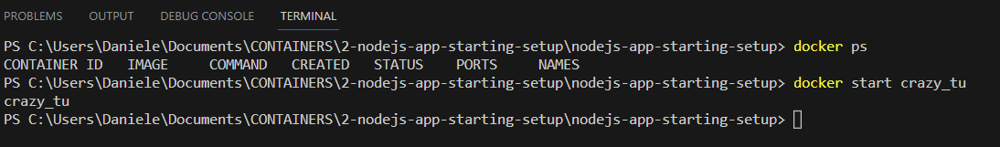 PROBLEMS OUTPUT DEBUG CONSOLE TERMINAL
PS C:\Users\Daniele\Documents\CONTAINERS\2-nodejs-app-starting-setup\nodejs-app-starting-setup> docker ps
CONTAINER ID IMAGE COMMAND CREATED STATUS PORTS NAMES
PS C:\Users\Daniele\Documents\CONTAINERS\2-nodejs-app-starting-setup\nodejs-app-starting-setup> docker start crazy_tu
crazy_tu
PS C:\Users\Daniele\Documents\CONTAINERS\2-nodejs-app-starting-setup\nodejs-app-starting-setup>